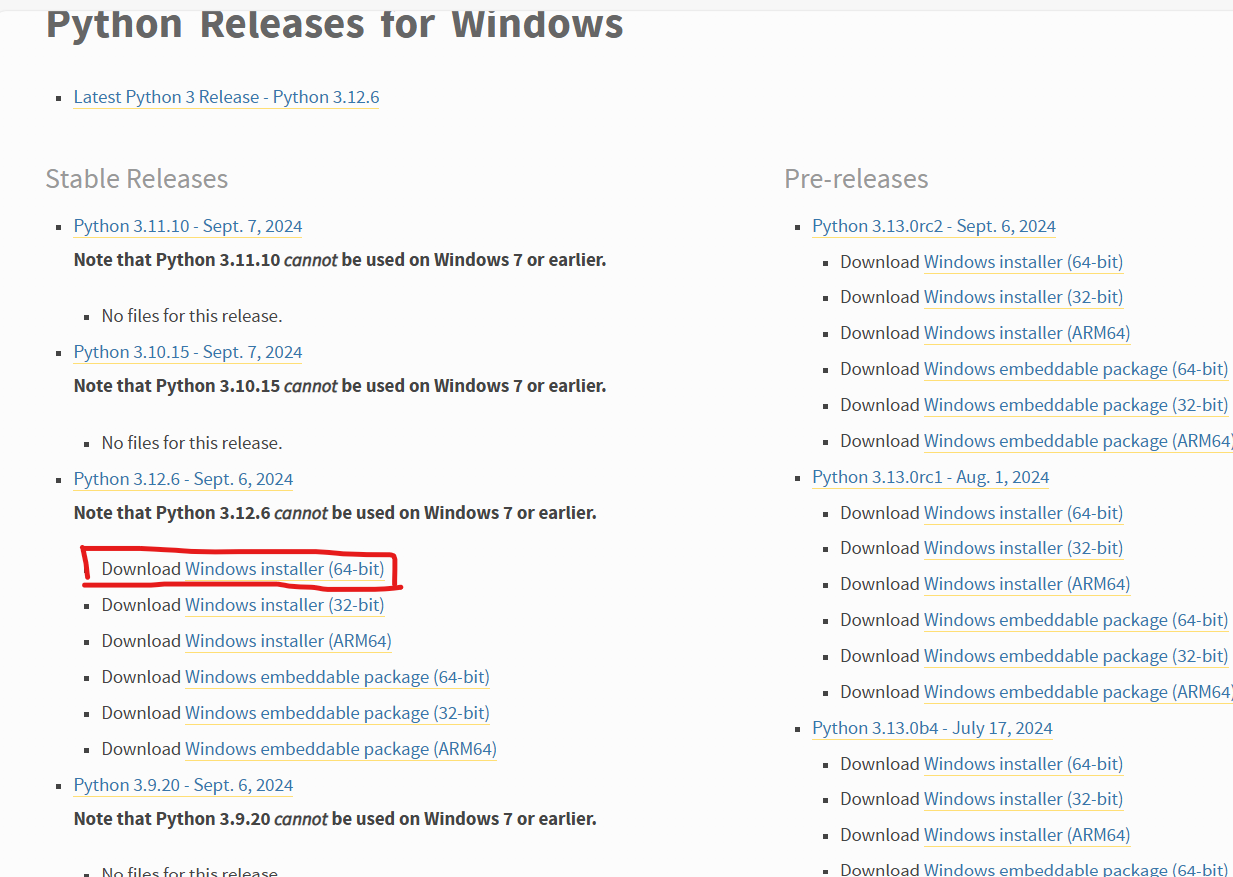 Python Releases for Windows
Latest Python 3 Release - Python 3.12.6
Stable Releases
Python 3.11.10 - Sept. 7, 2024
Note that Python 3.11.10 cannot be used on Windows 7 or earlier.
No files for this release.
Python 3.10.15 - Sept. 7, 2024
Note that Python 3.10.15 cannot be used on Windows 7 or earlier.
No files for this release.
Python 3.12.6 - Sept. 6, 2024
Note that Python 3.12.6 cannot be used on Windows 7 or earlier.
Download Windows installer (64-bit)
Download Windows installer (32-bit)
Download Windows installer (ARM64)
Download Windows embeddable package (64-bit)
Download Windows embeddable package (32-bit)
Download Windows embeddable package (ARM64)
Python 3.9.20 - Sept. 6, 2024
Note that Python 3.9.20 cannot be used on Windows 7 or earlier.
No files for this release.
Pre-releases
Python 3.13.0rc2 - Sept. 6, 2024
Download Windows installer (64-bit)
Download Windows installer (32-bit)
Download Windows installer (ARM64)
Download Windows embeddable package (64-bit)
Download Windows embeddable package (32-bit)
Download Windows embeddable package (ARM64)
Python 3.13.0rc1 - Aug. 1, 2024
Download Windows installer (64-bit)
Download Windows installer (32-bit)
Download Windows installer (ARM64)
Download Windows embeddable package (64-bit)
Download Windows embeddable package (32-bit)
Download Windows embeddable package (ARM64)
Python 3.13.0b4 - July 17, 2024
Download Windows installer (64-bit)
Download Windows installer (32-bit)
Download Windows installer (ARM64)
Download Windows embeddable package (64-bit)